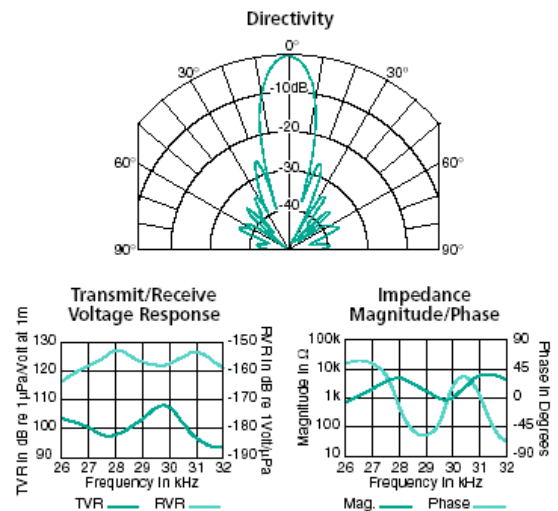 Directivity
0°
30° 30°
-10dB
-20
60° 60°
-30
-40
90° 90°
Transmit/Receive
Voltage Response
TVR in dB re 1µPa/Volt at 1m
130
120
110
100
90
-150
-160
-170
-180
-190
RVR in dB re 1Volt/µPa
26 27 28 29 30 31 32
Frequency in kHz
TVR RVR
Impedance
Magnitude/Phase
Magnitude in Ω
100k
10k
1k
100
10
90
45
0
-45
-90
Phase in Degrees
26 27 28 29 30 31 32
Frequency in kHz
Mag. Phase